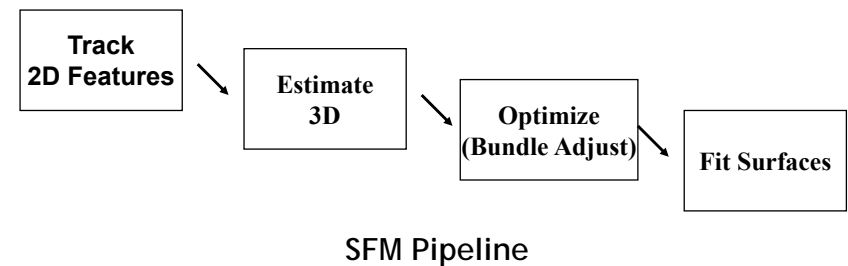 Track
2D Features
Estimate
3D
Optimize
(Bundle Adjust)
Fit Surfaces
SFM Pipeline